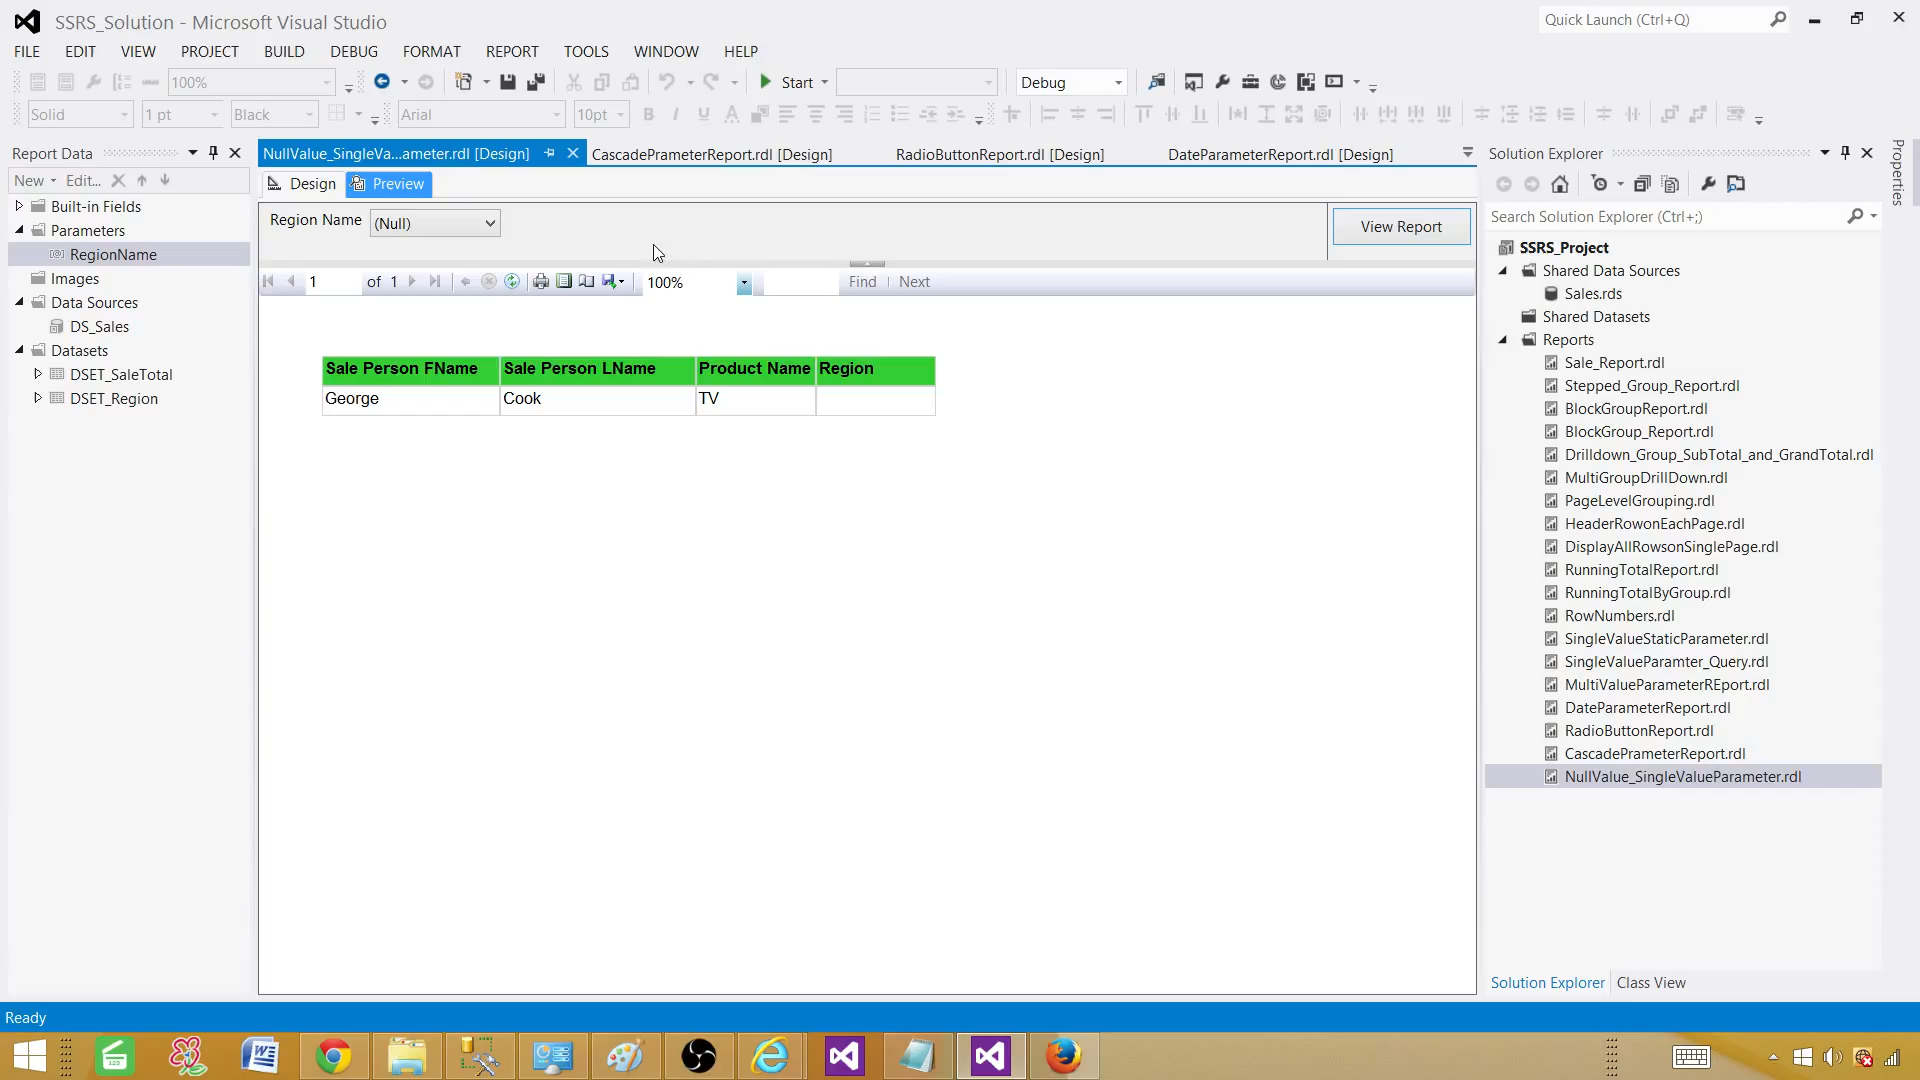 SSRS_Solution - Microsoft Visual Studio
Quick Launch (Ctrl+Q)
FILE EDIT VIEW PROJECT BUILD DEBUG FORMAT REPORT TOOLS WINDOW HELP
100% Start Debug
Solid 1 pt Black Arial 10pt
Report Data
New Edit...
Built-in Fields
Parameters
RegionName
Images
Data Sources
DS_Sales
Datasets
DSET_SaleTotal
DSET_Region
NullValue_SingleVa...ameter.rdl [Design] CascadePrameterReport.rdl [Design] RadioButtonReport.rdl [Design] DateParameterReport.rdl [Design]
Design Preview
Region Name (Null) View Report
1 of 1 100% Find Next
Sale Person FName Sale Person LName Product Name Region
George Cook TV
Solution Explorer
Search Solution Explorer (Ctrl+;)
SSRS_Project
Shared Data Sources
Sales.rds
Shared Datasets
Reports
Sale_Report.rdl
Stepped_Group_Report.rdl
BlockGroupReport.rdl
BlockGroup_Report.rdl
Drilldown_Group_SubTotal_and_GrandTotal.rdl
MultiGroupDrillDown.rdl
PageLevelGrouping.rdl
HeaderRowonEachPage.rdl
DisplayAllRowsonSinglePage.rdl
RunningTotalReport.rdl
RunningTotalByGroup.rdl
RowNumbers.rdl
SingleValueStaticParameter.rdl
SingleValueParamter_Query.rdl
MultiValueParameterREport.rdl
DateParameterReport.rdl
RadioButtonReport.rdl
CascadePrameterReport.rdl
NullValue_SingleValueParameter.rdl
Solution Explorer Class View
Properties
Ready